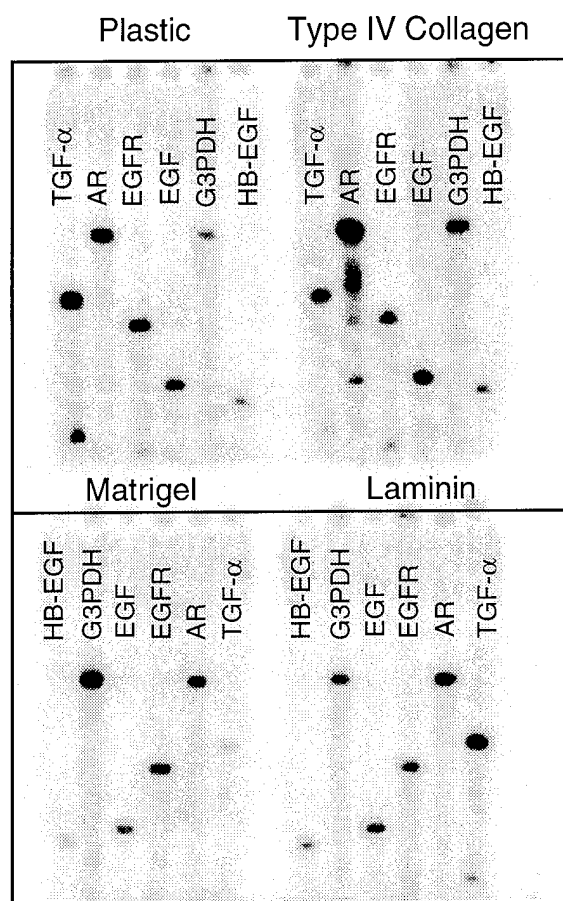 Plastic
Type IV Collagen
TGF-α
AR
EGFR
EGF
G3PDH
HB-EGF
TGF-α
AR
EGFR
EGF
G3PDH
HB-EGF
Matrigel
Laminin
HB-EGF
G3PDH
EGF
EGFR
AR
TGF-α
HB-EGF
G3PDH
EGF
EGFR
AR
TGF-α